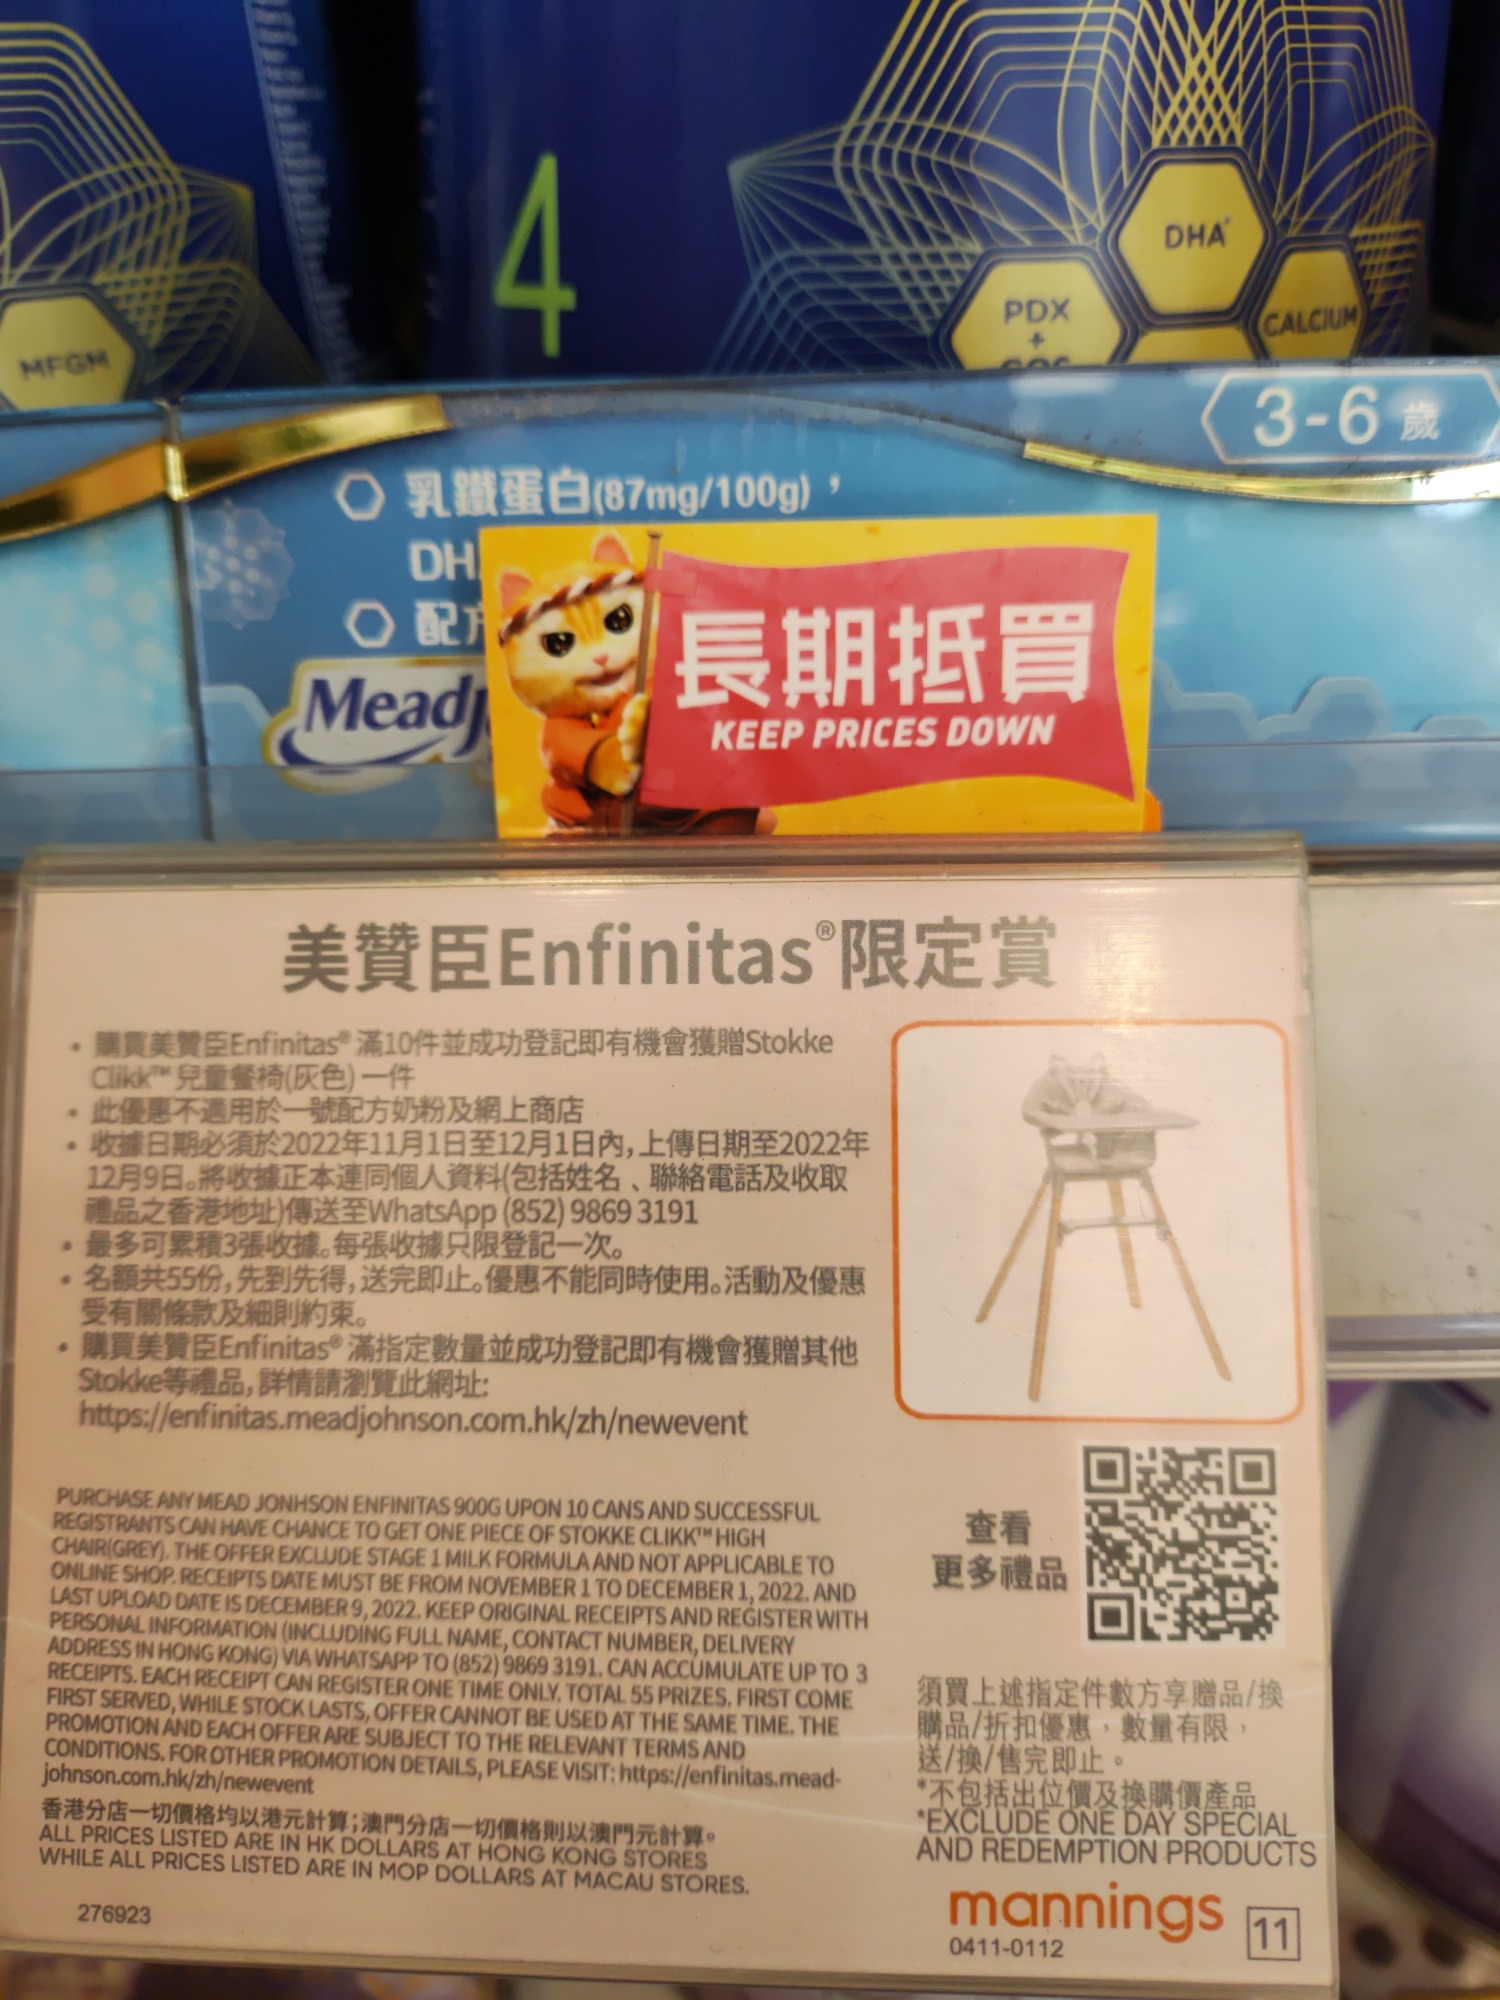 4
MFGM
DHA
PDX
+
CALCIUM
3-6 歲
乳鐵蛋白(87mg/100g)，
DH
配方
Meadj
長期抵買
KEEP PRICES DOWN
美贊臣Enfinitas®限定賞
• 購買美贊臣Enfinitas® 滿10件並成功登記即有機會獲贈Stokke
Clikk™ 兒童餐椅(灰色) 一件
• 此優惠不適用於一號配方奶粉及網上商店
• 收據日期必須於2022年11月1日至12月1日內, 上傳日期至2022年
12月9日。將收據正本連同個人資料(包括姓名、聯絡電話及收取
禮品之香港地址)傳送至WhatsApp (852) 9869 3191
• 最多可累積3張收據。每張收據只限登記一次。
• 名額共55份, 先到先得, 送完即止。優惠不能同時使用。活動及優惠
受有關條款及細則約束。
• 購買美贊臣Enfinitas® 滿指定數量並成功登記即有機會獲贈其他
Stokke等禮品, 詳情請瀏覽此網址:
https://enfinitas.meadjohnson.com.hk/zh/newevent
PURCHASE ANY MEAD JONHSON ENFINITAS 900G UPON 10 CANS AND SUCCESSFUL
REGISTRANTS CAN HAVE CHANCE TO GET ONE PIECE OF STOKKE CLIKK™ HIGH
CHAIR(GREY). THE OFFER EXCLUDE STAGE 1 MILK FORMULA AND NOT APPLICABLE TO
ONLINE SHOP. RECEIPTS DATE MUST BE FROM NOVEMBER 1 TO DECEMBER 1, 2022. AND
LAST UPLOAD DATE IS DECEMBER 9, 2022. KEEP ORIGINAL RECEIPTS AND REGISTER WITH
PERSONAL INFORMATION (INCLUDING FULL NAME, CONTACT NUMBER, DELIVERY
ADDRESS IN HONG KONG) VIA WHATSAPP TO (852) 9869 3191. CAN ACCUMULATE UP TO 3
RECEIPTS. EACH RECEIPT CAN REGISTER ONE TIME ONLY. TOTAL 55 PRIZES. FIRST COME
FIRST SERVED, WHILE STOCK LASTS, OFFER CANNOT BE USED AT THE SAME TIME. THE
PROMOTION AND EACH OFFER ARE SUBJECT TO THE RELEVANT TERMS AND
CONDITIONS. FOR OTHER PROMOTION DETAILS, PLEASE VISIT: https://enfinitas.mead-
johnson.com.hk/zh/newevent
香港分店一切價格均以港元計算；澳門分店一切價格則以澳門元計算。
ALL PRICES LISTED ARE IN HK DOLLARS AT HONG KONG STORES
WHILE ALL PRICES LISTED ARE IN MOP DOLLARS AT MACAU STORES.
276923
查看
更多禮品
須買上述指定件數方享贈品/換
購品/折扣優惠，數量有限，
送/換/售完即止。
*不包括出位價及換購價產品
*EXCLUDE ONE DAY SPECIAL
AND REDEMPTION PRODUCTS
mannings
0411-0112
11